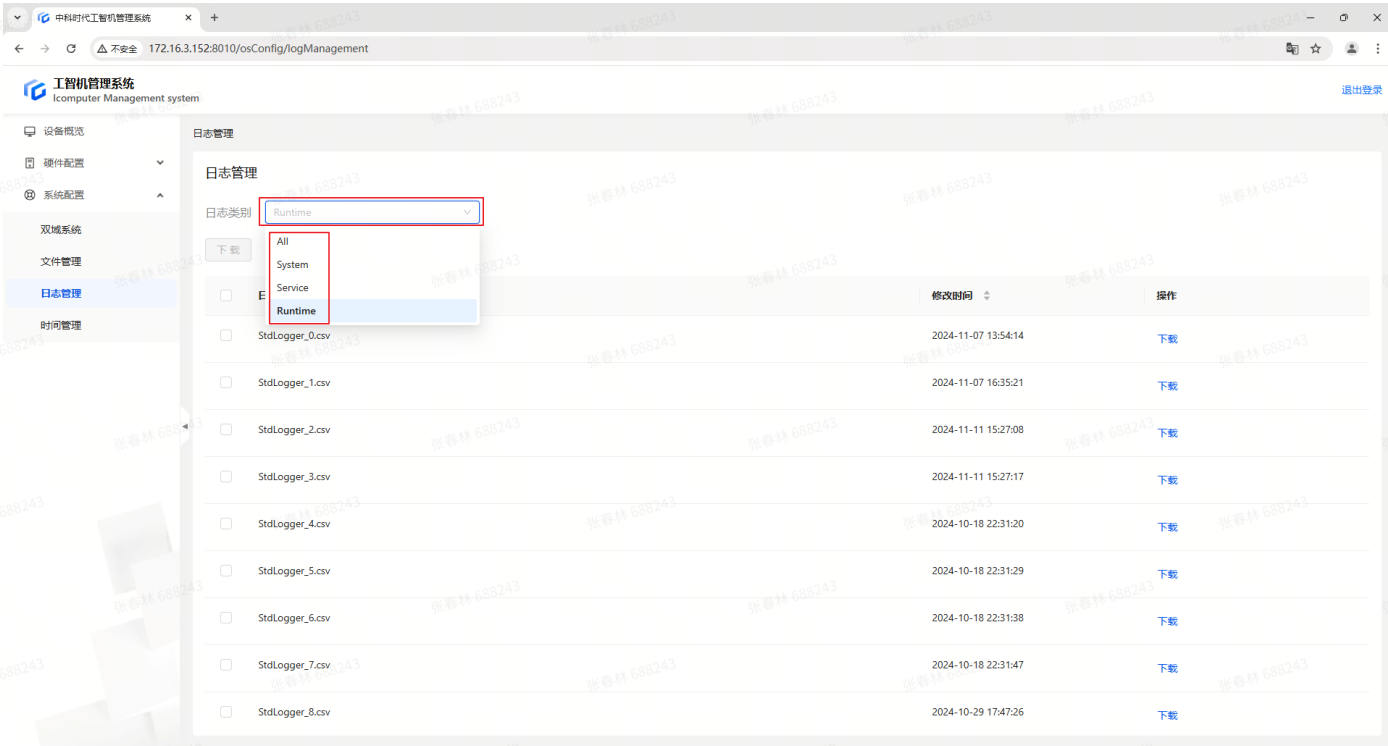 中科时代工智机管理系统
不安全 172.16.3.152:8010/osConfig/logManagement
工智机管理系统
Icomputer Management system
退出登录
设备概览
硬件配置
系统配置
双域系统
文件管理
日志管理
时间管理
日志管理
日志管理
日志类别 Runtime
下载
All
System
Service
Runtime
修改时间 操作
StdLogger_0.csv 2024-11-07 13:54:14 下载
StdLogger_1.csv 2024-11-07 16:35:21 下载
StdLogger_2.csv 2024-11-11 15:27:08 下载
StdLogger_3.csv 2024-11-11 15:27:17 下载
StdLogger_4.csv 2024-10-18 22:31:20 下载
StdLogger_5.csv 2024-10-18 22:31:29 下载
StdLogger_6.csv 2024-10-18 22:31:38 下载
StdLogger_7.csv 2024-10-18 22:31:47 下载
StdLogger_8.csv 2024-10-29 17:47:26 下载
张春林 688243